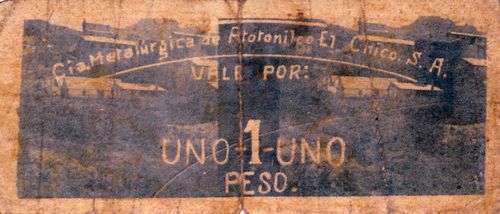 Cia Metalúrgica de Atotonilco El Chico S. A.
VALE POR:
UNO-1-UNO
PESO.